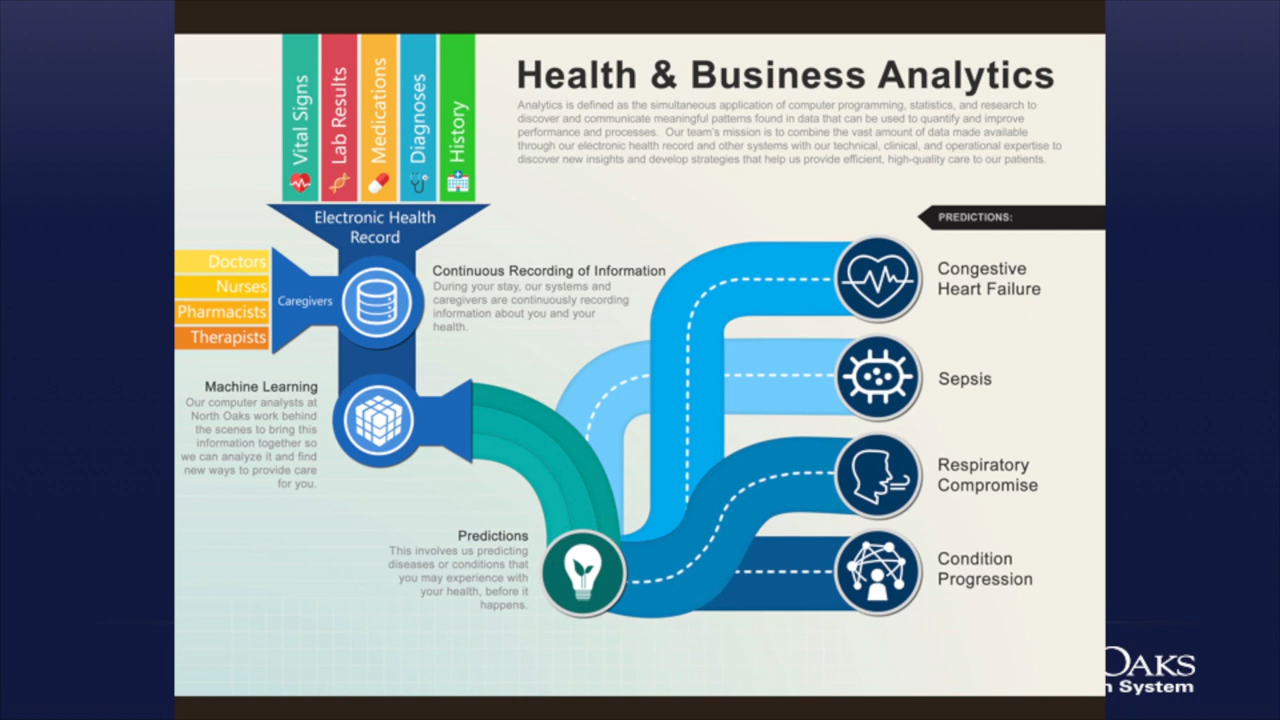 Health & Business Analytics
Analytics is defined as the simultaneous application of computer programming, statistics, and research to
discover and communicate meaningful patterns found in data that can be used to quantify and improve
performance and processes. Our team's mission is to combine the vast amount of data made available
through our electronic health record and other systems with our technical, clinical, and operational expertise to
discover new insights and develop strategies that help us provide efficient, high-quality care to our patients.
Vital Signs
Lab Results
Medications
Diagnoses
History
Electronic Health
Record
Doctors
Nurses
Pharmacists
Therapists
Caregivers
Continuous Recording of Information
During your stay, our systems and
caregivers are continuously recording
information about you and your
health.
Machine Learning
Our computer analysts at
North Oaks work behind
the scenes to bring this
information together so
we can analyze it and find
new ways to provide care
for you.
Predictions
This involves us predicting
diseases or conditions that
you may experience with
your health, before it
happens.
PREDICTIONS:
Congestive
Heart Failure
Sepsis
Respiratory
Compromise
Condition
Progression
OAKS
System